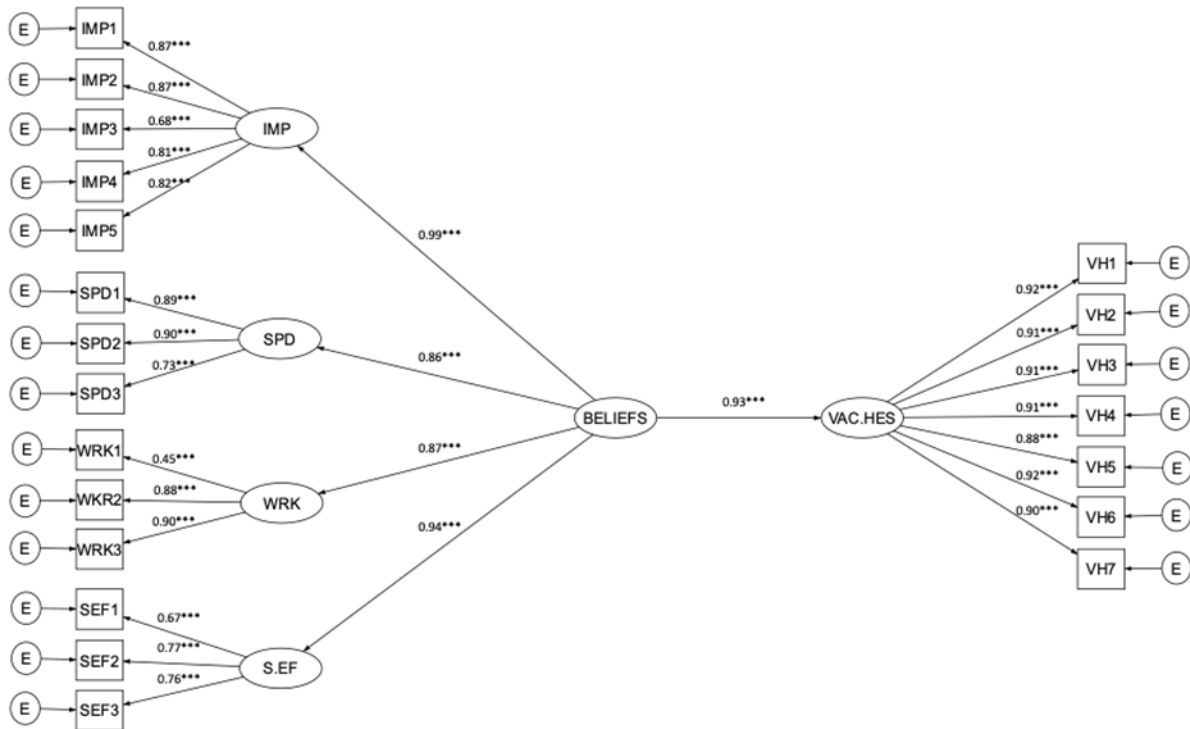 E
IMP1
0.87***
E
IMP2
0.87***
E
IMP3
0.68***
IMP
E
IMP4
0.81***
E
IMP5
0.82***
0.99***
E
SPD1
0.89***
E
SPD2
0.90***
SPD
E
SPD3
0.73***
0.86***
BELIEFS
0.93***
VAC.HES
E
WRK1
0.45***
E
WKR2
0.88***
WRK
0.87***
E
WRK3
0.90***
0.94***
E
SEF1
0.67***
E
SEF2
0.77***
S.EF
E
SEF3
0.76***
0.92***
VH1
E
0.91***
VH2
E
0.91***
VH3
E
0.91***
VH4
E
0.88***
VH5
E
0.92***
VH6
E
0.90***
VH7
E